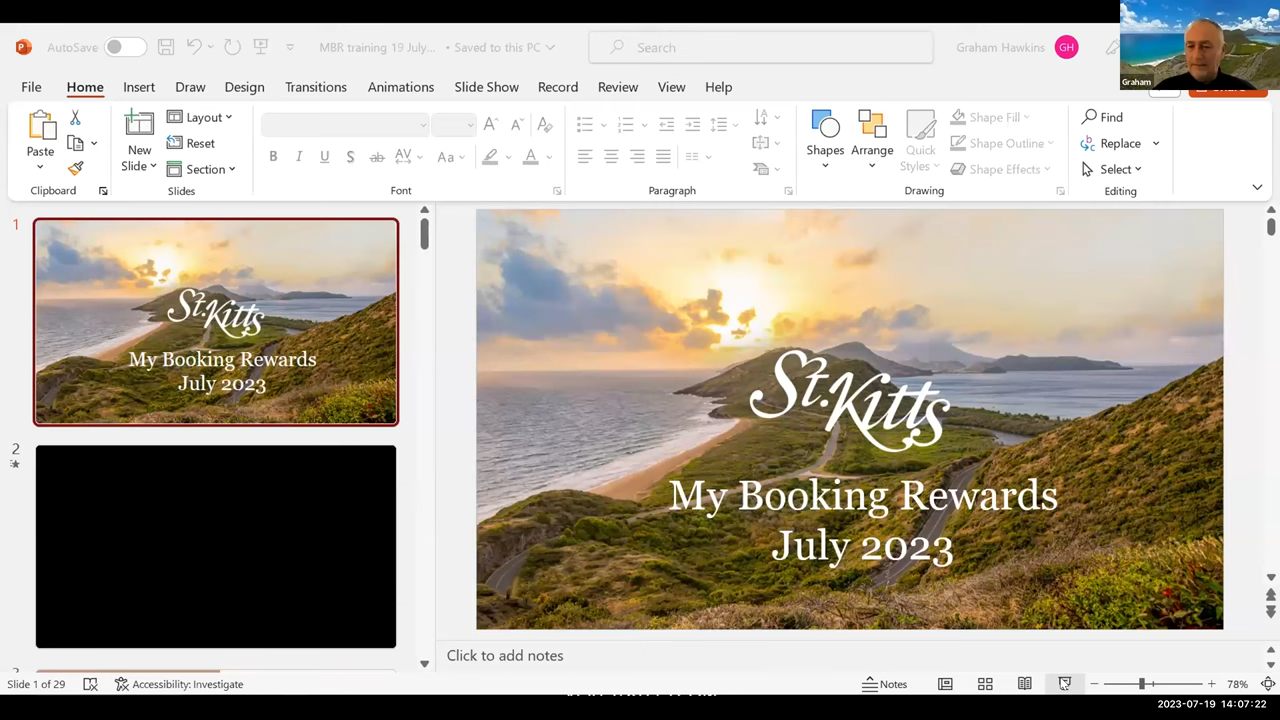 AutoSave
MBR training 19 July... • Saved to this PC
Search
Graham Hawkins
GH
Graham
File
Home
Insert
Draw
Design
Transitions
Animations
Slide Show
Record
Review
View
Help
Paste
New
Slide
Layout
Reset
Section
B I U S ab AV Aa A
Shapes
Arrange
Quick
Styles
Shape Fill
Shape Outline
Shape Effects
Find
Replace
Select
Clipboard
Slides
Font
Paragraph
Drawing
Editing
1
St. Kitts
My Booking Rewards
July 2023
2
St. Kitts
My Booking Rewards
July 2023
Click to add notes
Slide 1 of 29
Accessibility: Investigate
Notes
78%
2023-07-19 14:07:22